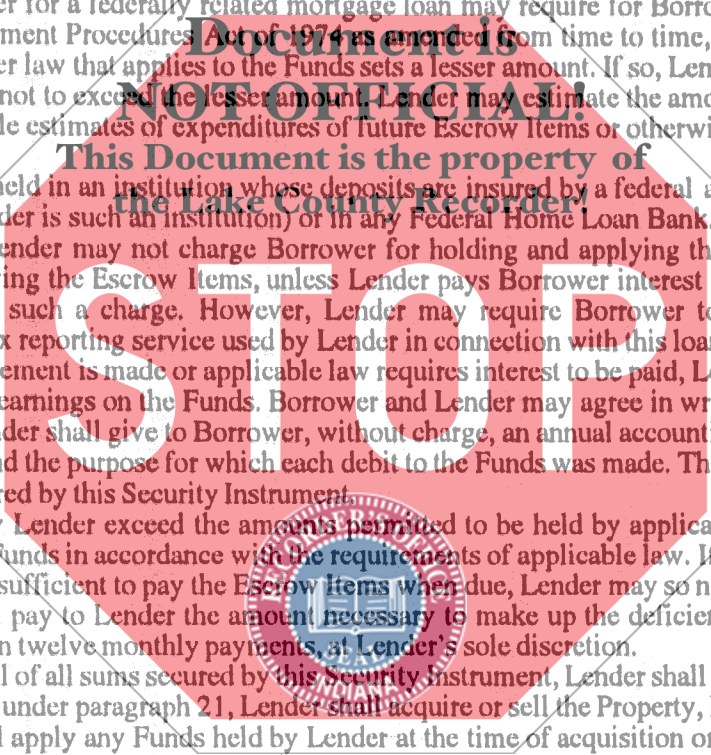 er for a federally related mortgage loan may require for Borro
ment Procedures Act of 1974 as amended from time to time,
Document is
er law that applies to the Funds sets a lesser amount. If so, Len
not to exceed the lesser amount. Lender may estimate the amo
NOT OFFICIAL!
le estimates of expenditures of future Escrow Items or otherwi
This Document is the property of
held in an institution whose deposits are insured by a federal a
the Lake County Recorder!
der is such an institution) or in any Federal Home Loan Bank.
ender may not charge Borrower for holding and applying th
ing the Escrow Items, unless Lender pays Borrower interest
such a charge. However, Lender may require Borrower to
x reporting service used by Lender in connection with this loan
STOP
ement is made or applicable law requires interest to be paid, L
earnings on the Funds. Borrower and Lender may agree in wr
der shall give to Borrower, without charge, an annual accounti
d the purpose for which each debit to the Funds was made. Th
red by this Security Instrument.
y Lender exceed the amounts permitted to be held by applica
Funds in accordance with the requirements of applicable law. I
sufficient to pay the Escrow Items when due, Lender may so n
pay to Lender the amount necessary to make up the deficien
n twelve monthly payments, at Lender's sole discretion.
SEAL
l of all sums secured by this Security Instrument, Lender shall
INDIANA
under paragraph 21, Lender shall acquire or sell the Property,
l apply any Funds held by Lender at the time of acquisition or